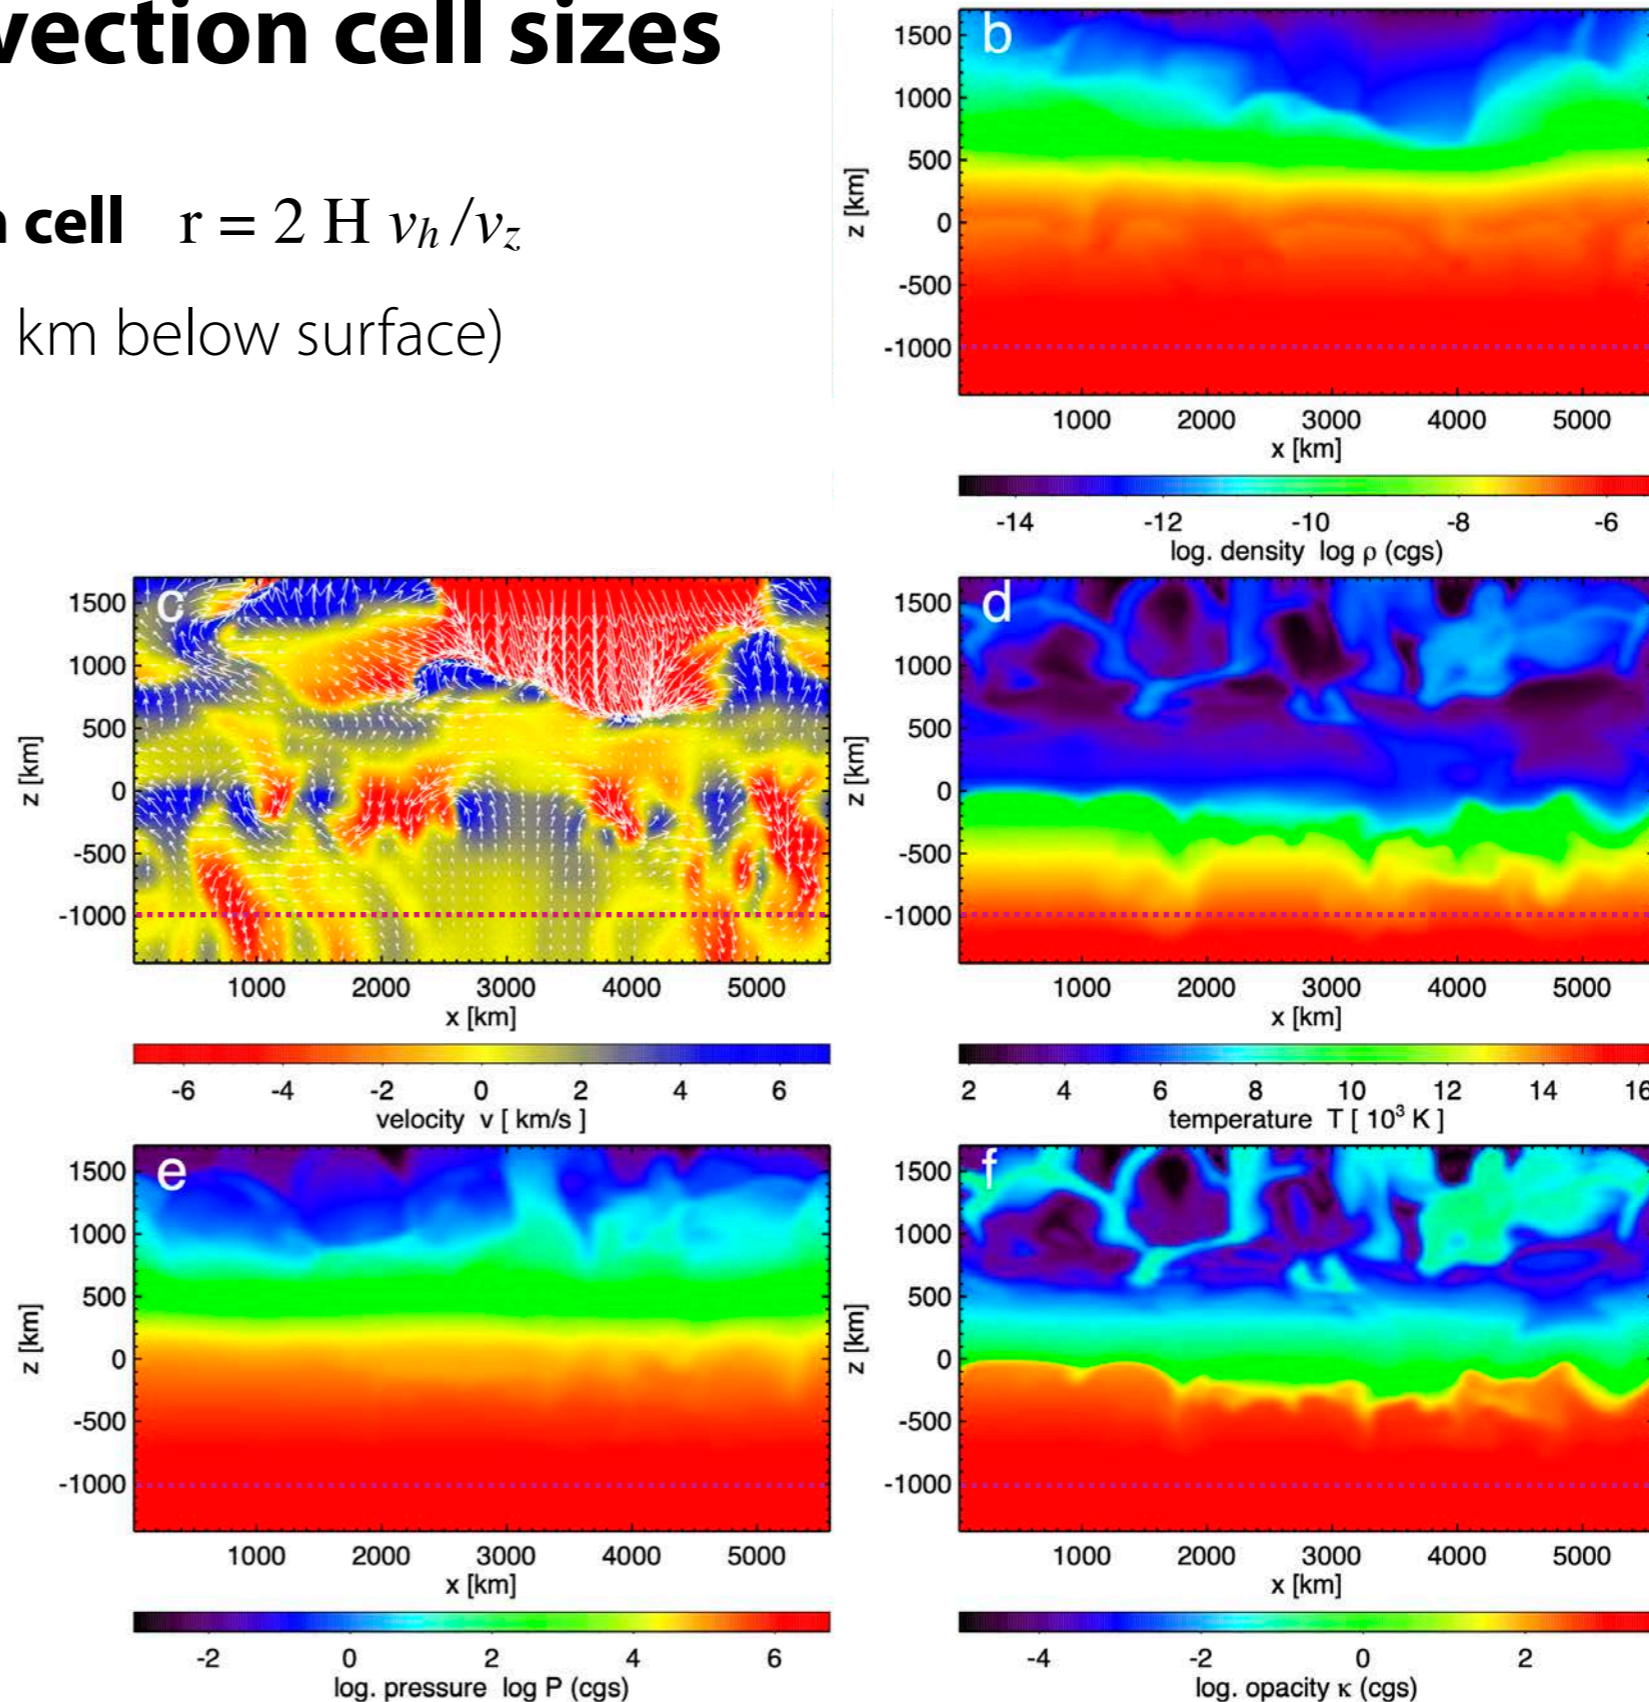 vection cell sizes
n cell r = 2 H v_h/v_z
km below surface)
b
1500
1000
500
0
-500
-1000
z [km]
1000 2000 3000 4000 5000
x [km]
-14 -12 -10 -8 -6
log. density log ρ (cgs)
c
1500
1000
500
0
-500
-1000
z [km]
1000 2000 3000 4000 5000
x [km]
-6 -4 -2 0 2 4 6
velocity v [ km/s ]
d
1500
1000
500
0
-500
-1000
z [km]
1000 2000 3000 4000 5000
x [km]
2 4 6 8 10 12 14 16
temperature T [ 10³ K ]
e
1500
1000
500
0
-500
-1000
z [km]
1000 2000 3000 4000 5000
x [km]
-2 0 2 4 6
log. pressure log P (cgs)
f
1500
1000
500
0
-500
-1000
z [km]
1000 2000 3000 4000 5000
x [km]
-4 -2 0 2
log. opacity κ (cgs)